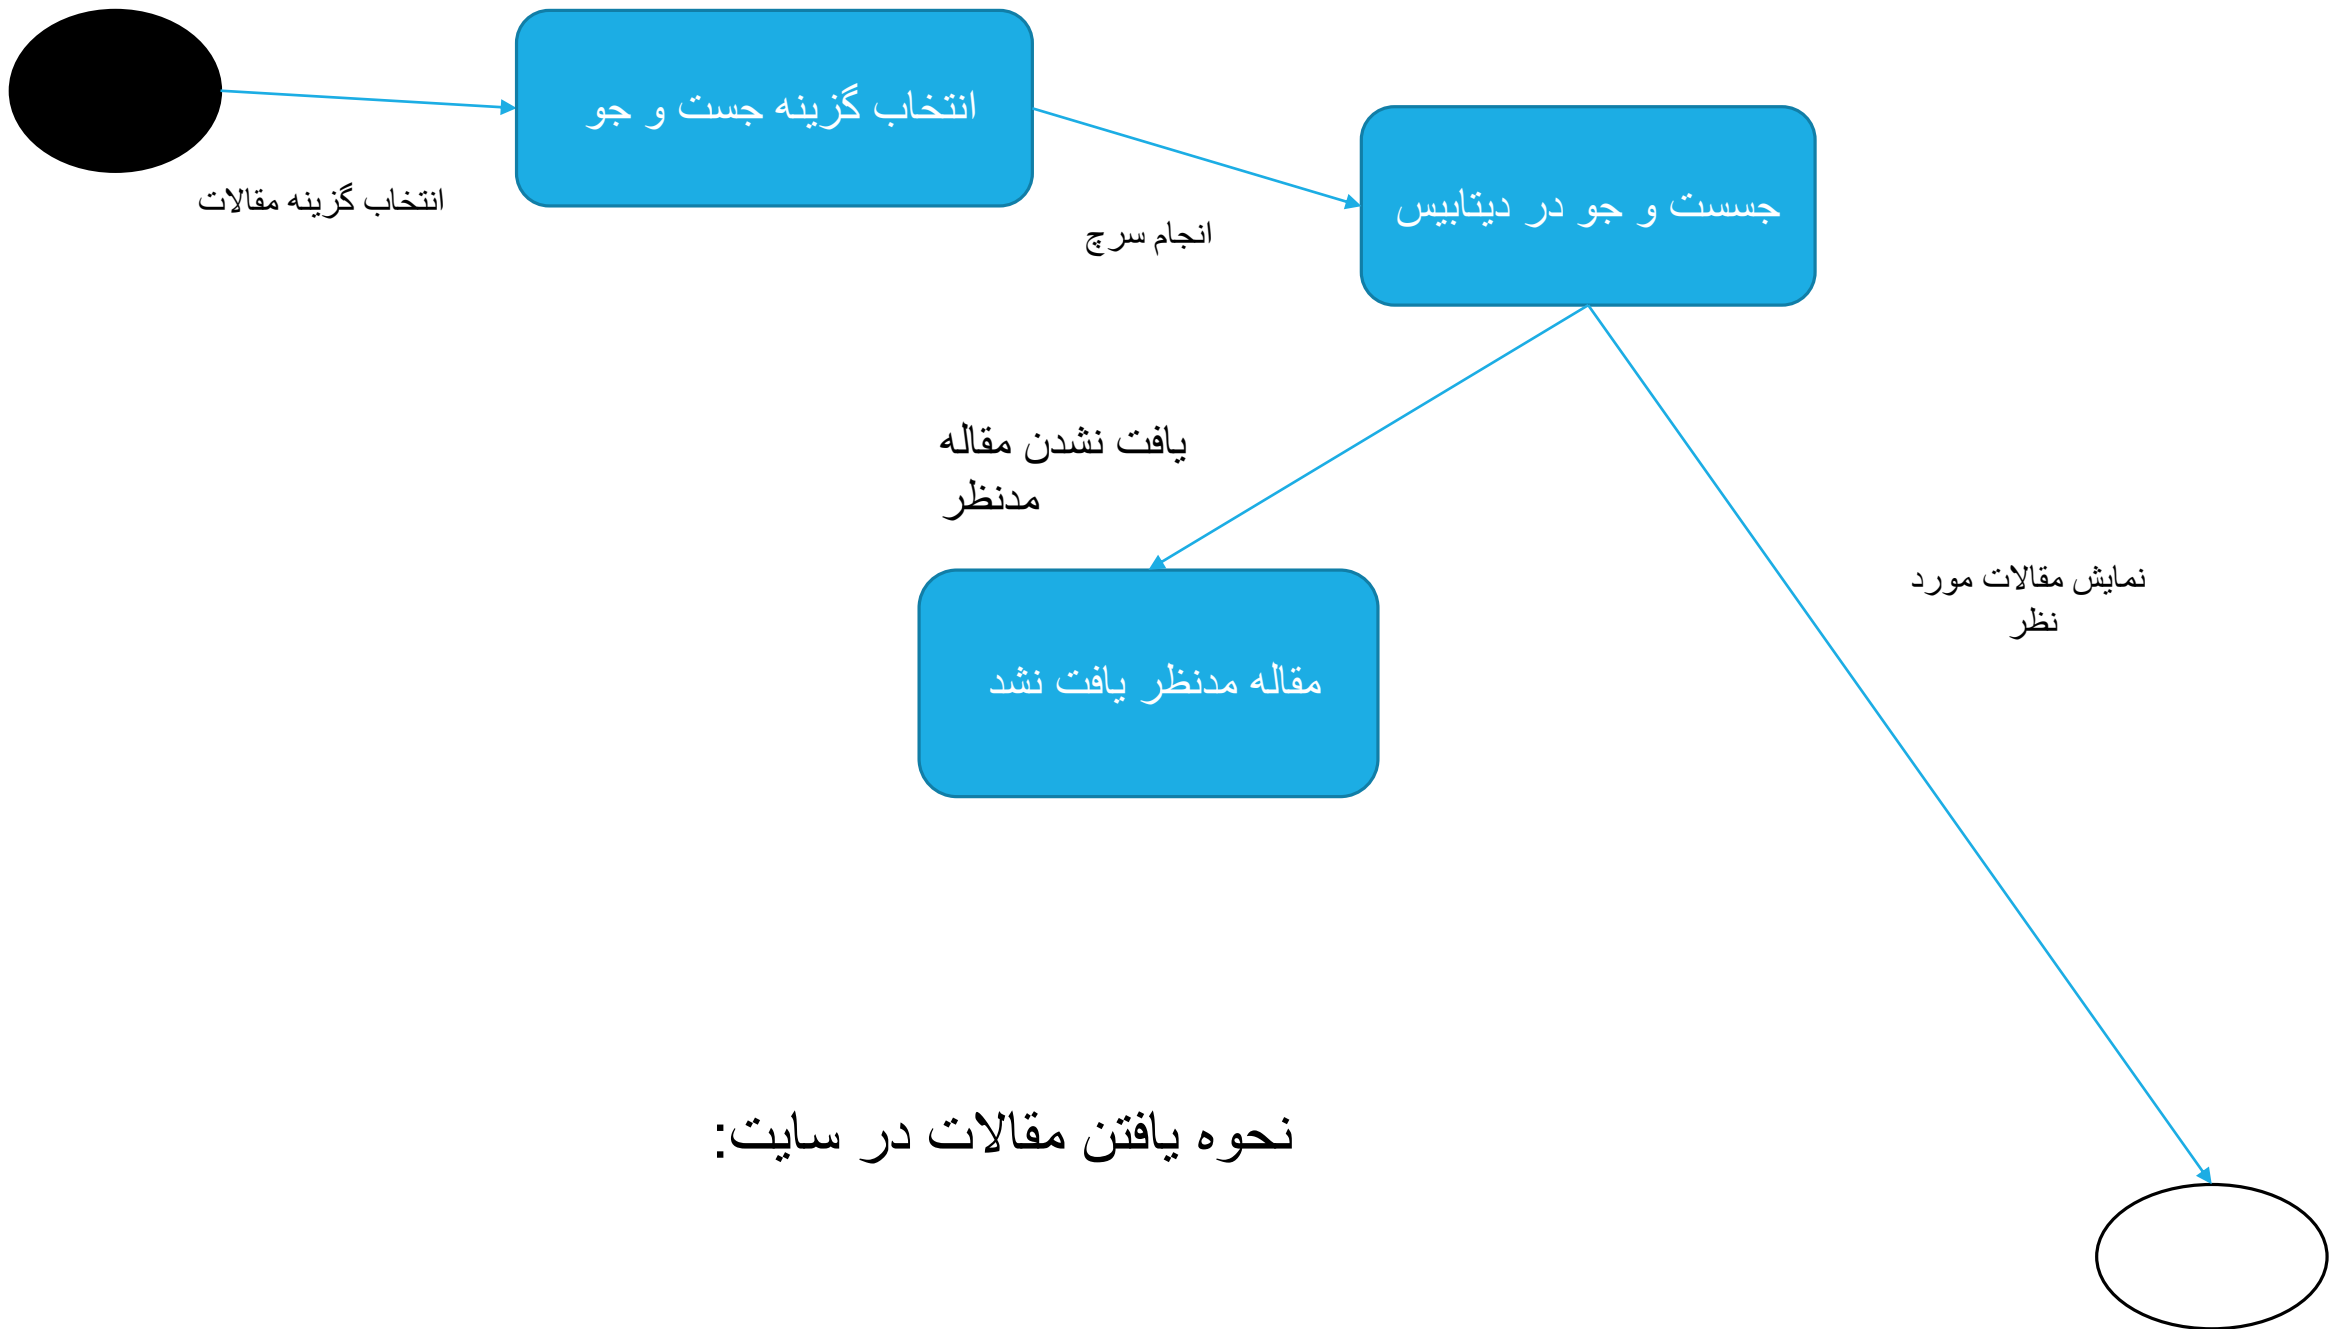 انتخاب گزینه جست و جو
انتخاب گزینه مقالات
جسست و جو در دیتابیس
انجام سرچ
یافت نشدن مقاله
مدنظر
نمایش مقالات مورد
نظر
مقاله مدنظر یافت نشد
نحوه یافتن مقالات در سایت: